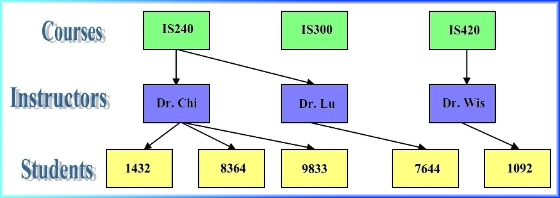 Courses IS240 IS300 IS420
Instructors Dr. Chi Dr. Lu Dr. Wis
Students 1432 8364 9833 7644 1092